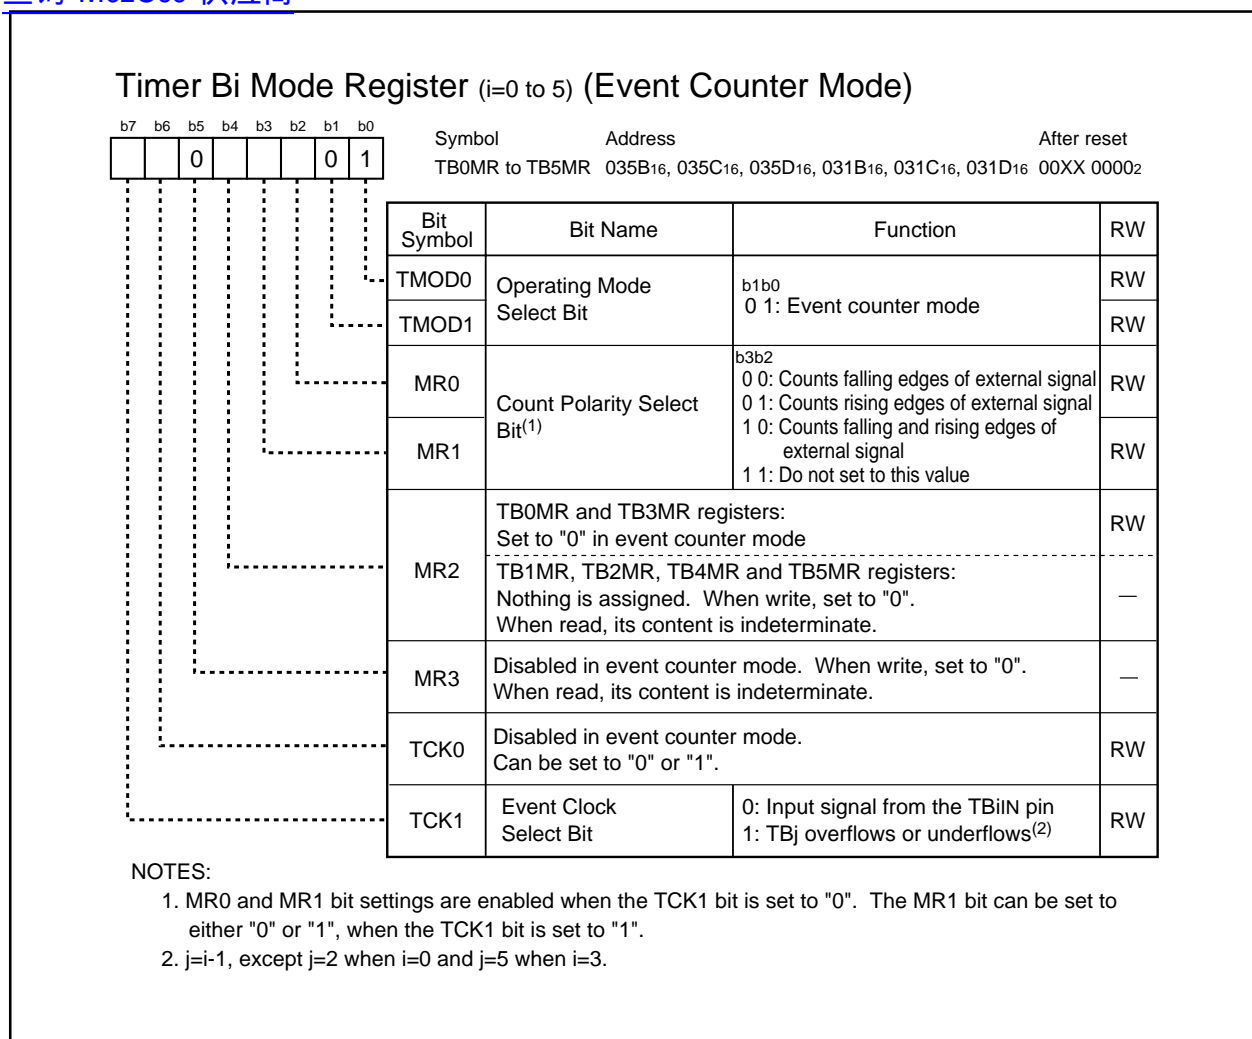 M32C83 供应商
Timer Bi Mode Register (i=0 to 5) (Event Counter Mode)
b7 b6 b5 b4 b3 b2 b1 b0
0 0 1
Symbol Address After reset
TB0MR to TB5MR 035B16, 035C16, 035D16, 031B16, 031C16, 031D16 00XX 00002
Bit Symbol Bit Name Function RW
TMOD0 Operating Mode b1b0 RW
TMOD1 Select Bit 0 1: Event counter mode RW
b3b2
MR0 0 0: Counts falling edges of external signal RW
Count Polarity Select 0 1: Counts rising edges of external signal
Bit(1) 1 0: Counts falling and rising edges of
MR1 external signal RW
1 1: Do not set to this value
TB0MR and TB3MR registers: RW
Set to "0" in event counter mode
MR2 TB1MR, TB2MR, TB4MR and TB5MR registers:
Nothing is assigned. When write, set to "0". —
When read, its content is indeterminate.
MR3 Disabled in event counter mode. When write, set to "0". —
When read, its content is indeterminate.
TCK0 Disabled in event counter mode. RW
Can be set to "0" or "1".
TCK1 Event Clock 0: Input signal from the TBiIN pin RW
Select Bit 1: TBj overflows or underflows(2)
NOTES:
1. MR0 and MR1 bit settings are enabled when the TCK1 bit is set to "0". The MR1 bit can be set to
either "0" or "1", when the TCK1 bit is set to "1".
2. j=i-1, except j=2 when i=0 and j=5 when i=3.